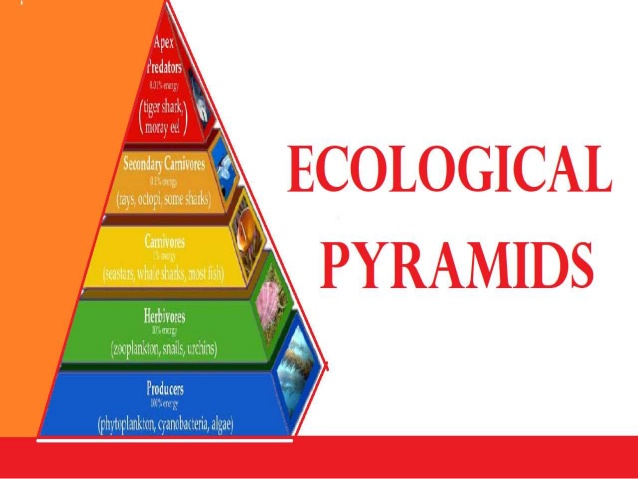 Apex
Predators
0.01% energy
(tiger shark,
moray eel)
Secondary Carnivores
0.1% energy
(rays, octopi, some sharks)
Carnivores
1% energy
(seastars, whale sharks, most fish)
Herbivores
10% energy
(zooplankton, snails, urchins)
Producers
100% energy
(phytoplankton, cyanobacteria, algae)
ECOLOGICAL
PYRAMIDS